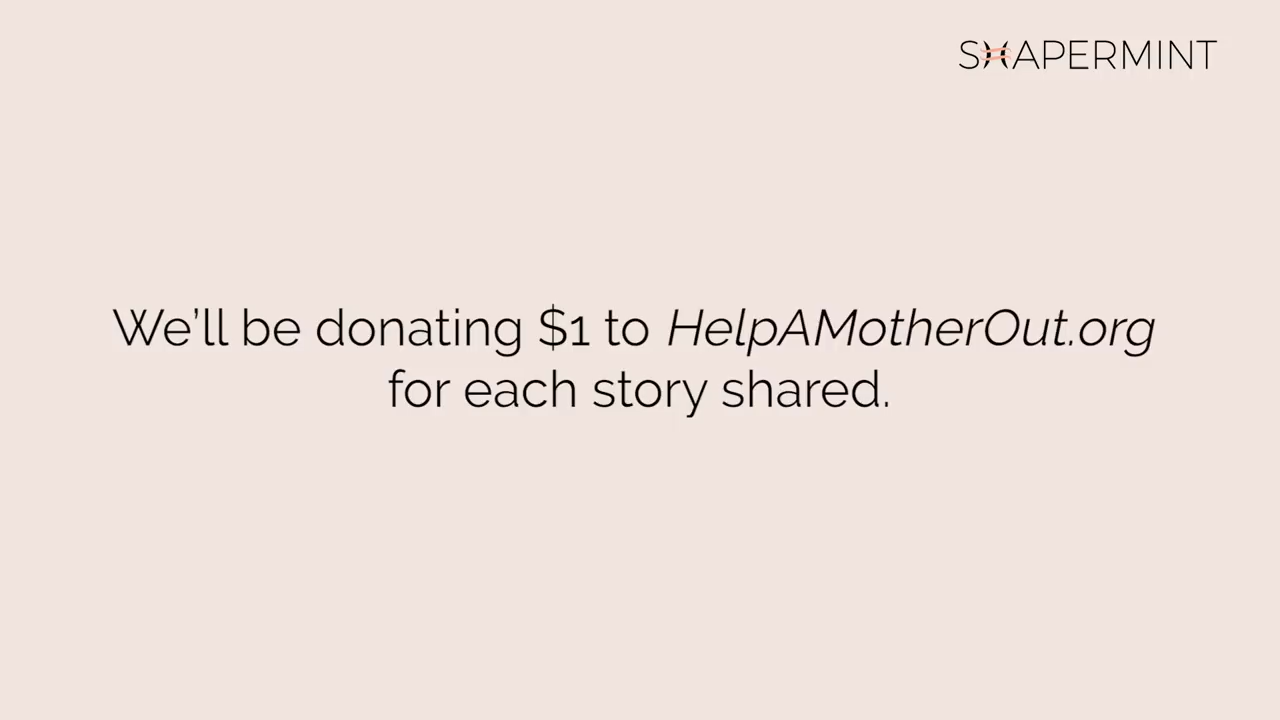 SHAPERMINT
We'll be donating $1 to HelpAMotherOut.org
for each story shared.